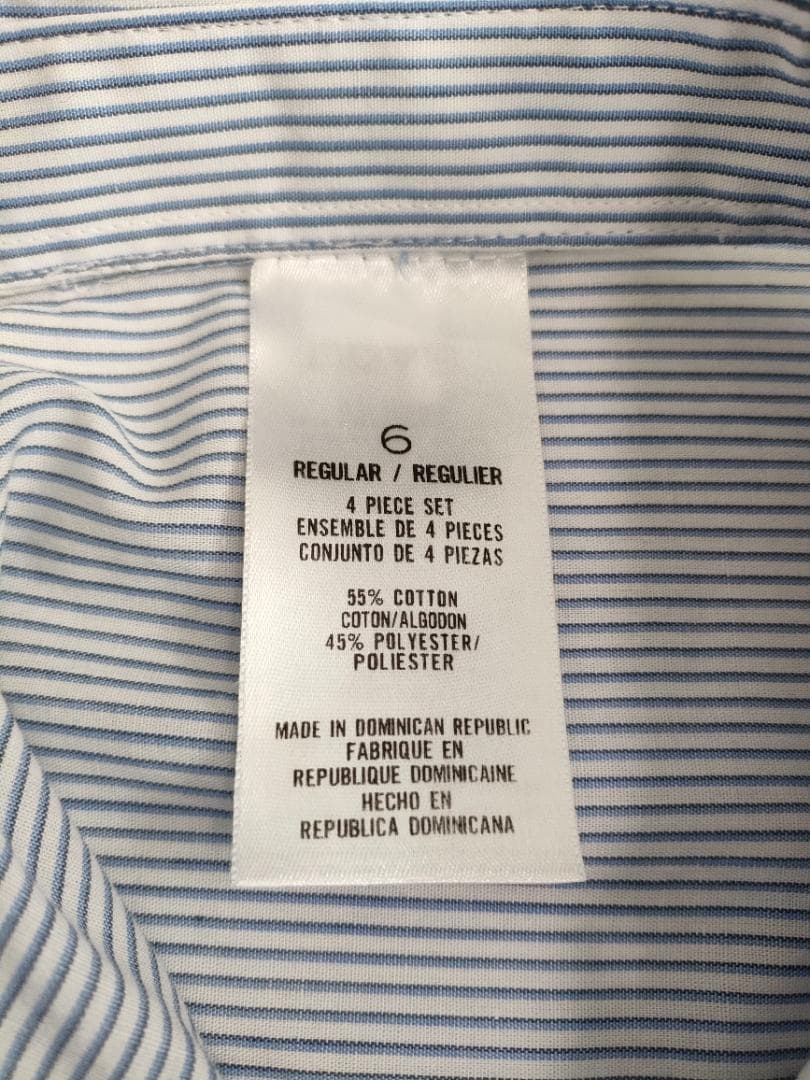 6
REGULAR / REGULIER
4 PIECE SET
ENSEMBLE DE 4 PIECES
CONJUNTO DE 4 PIEZAS
55% COTTON
COTON/ALGODON
45% POLYESTER/
POLIESTER
MADE IN DOMINICAN REPUBLIC
FABRIQUE EN
REPUBLIQUE DOMINICAINE
HECHO EN
REPUBLICA DOMINICANA